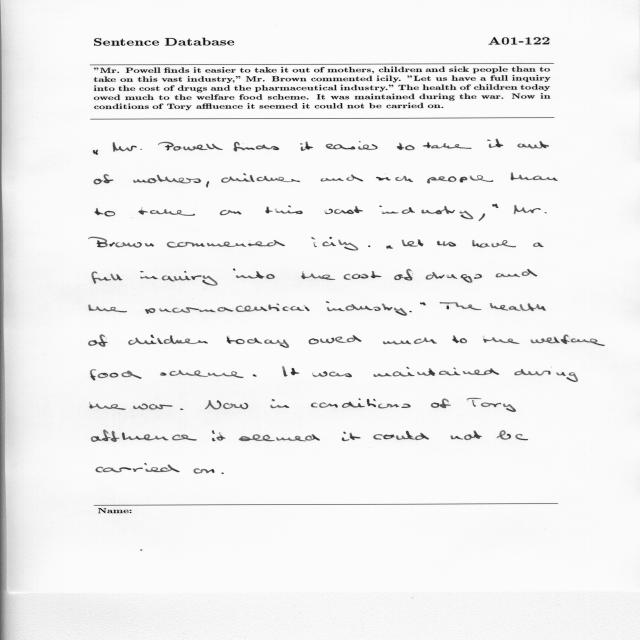 Sentence Database A01-122
"Mr. Powell finds it easier to take it out of mothers, children and sick people than to
take on this vast industry," Mr. Brown commented icily. "Let us have a full inquiry
into the cost of drugs and the pharmaceutical industry." The health of children today
owed much to the welfare food scheme. It was maintained during the war. Now in
conditions of Tory affluence it seemed it could not be carried on.
„ Mr. Powell finds it easier to take it out
of mothers, children and sick people than
to take on this vast industry," Mr.
Brown commented icily. „ let us have a
full inquiry into the cost of drugs and
the pharmaceutical industry." The health
of children today owed much to the welfare
food scheme. It was maintained during
the war. Now in conditions of Tory
affluence it seemed it could not be
carried on.
Name: